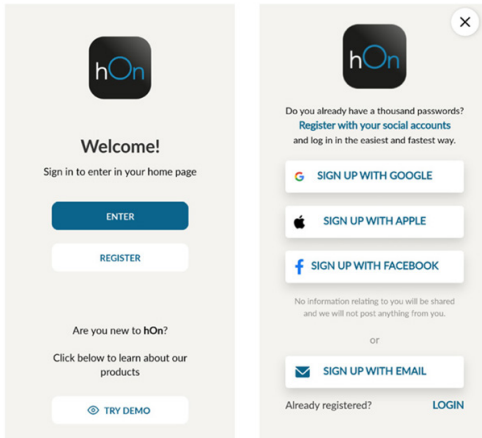 hOn
Welcome!
Sign in to enter in your home page
ENTER
REGISTER
Are you new to hOn?
Click below to learn about our
products
TRY DEMO
hOn
Do you already have a thousand passwords?
Register with your social accounts
and log in in the easiest and fastest way.
SIGN UP WITH GOOGLE
SIGN UP WITH APPLE
SIGN UP WITH FACEBOOK
No information relating to you will be shared
and we will not post anything from you.
or
SIGN UP WITH EMAIL
Already registered? LOGIN